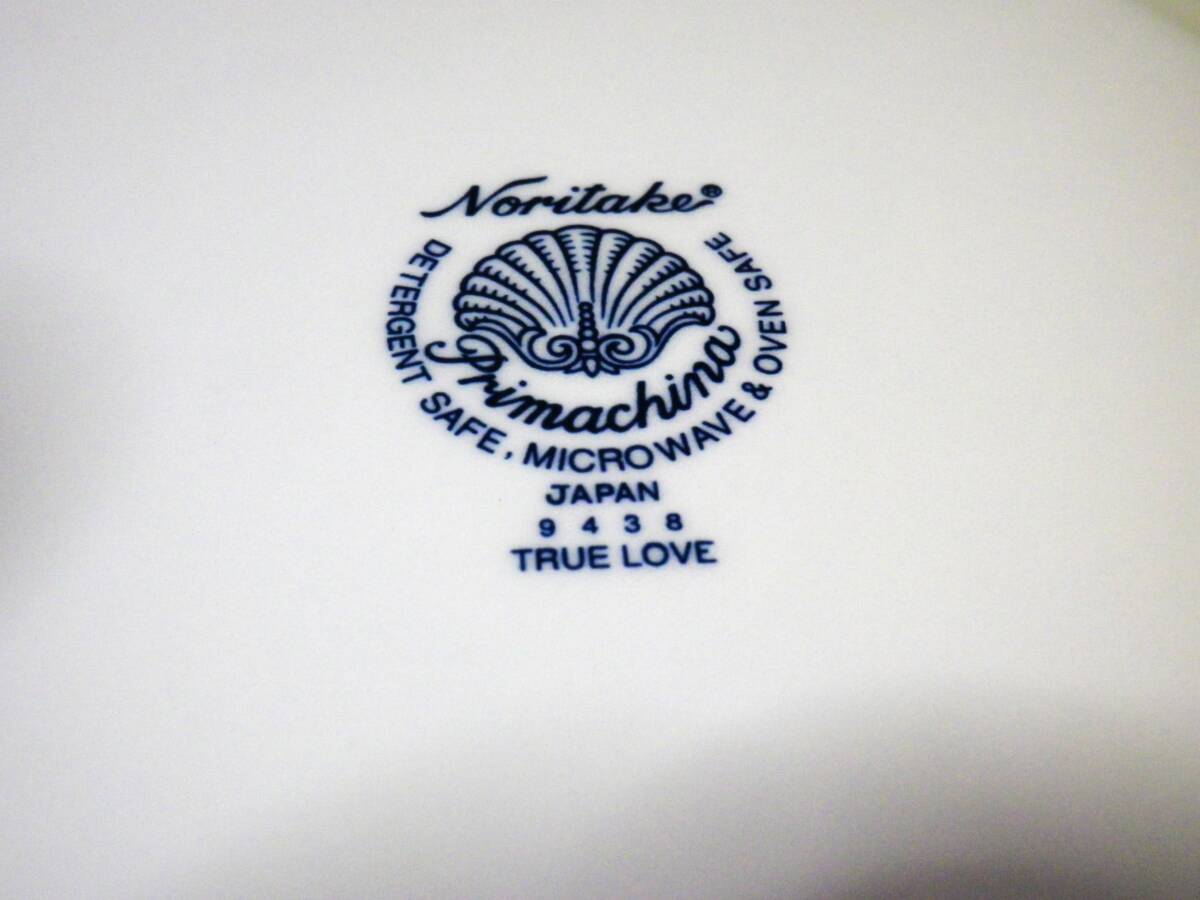 Noritake®
Primachina
DETERGENT SAFE, MICROWAVE & OVEN SAFE
JAPAN
9438
TRUE LOVE